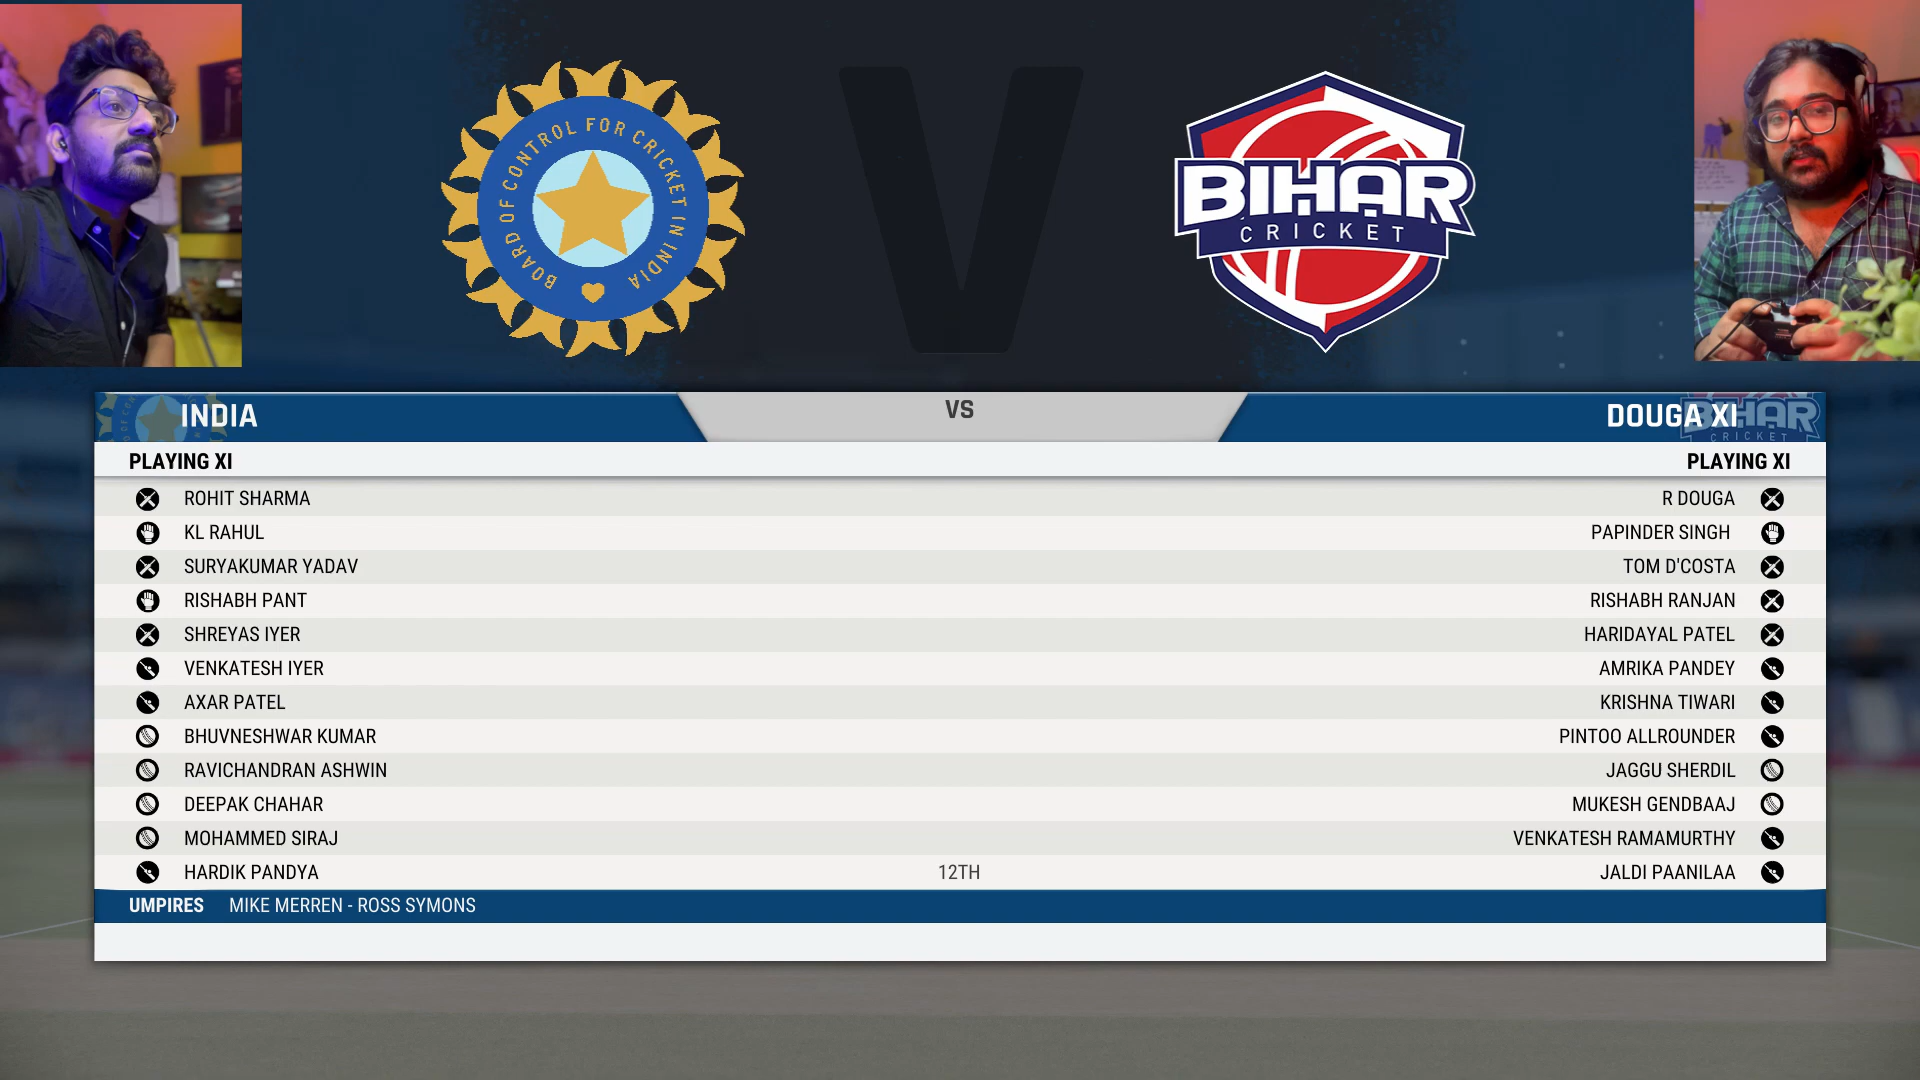 BOARD OF CONTROL FOR CRICKET IN INDIA
V
BIHAR
CRICKET
INDIA
VS
DOUGA XI
BIHAR
CRICKET
PLAYING XI
PLAYING XI
ROHIT SHARMA
R DOUGA
KL RAHUL
PAPINDER SINGH
SURYAKUMAR YADAV
TOM D'COSTA
RISHABH PANT
RISHABH RANJAN
SHREYAS IYER
HARIDAYAL PATEL
VENKATESH IYER
AMRIKA PANDEY
AXAR PATEL
KRISHNA TIWARI
BHUVNESHWAR KUMAR
PINTOO ALLROUNDER
RAVICHANDRAN ASHWIN
JAGGU SHERDIL
DEEPAK CHAHAR
MUKESH GENDBAAJ
MOHAMMED SIRAJ
VENKATESH RAMAMURTHY
HARDIK PANDYA
12TH
JALDI PAANILAA
UMPIRES MIKE MERREN - ROSS SYMONS